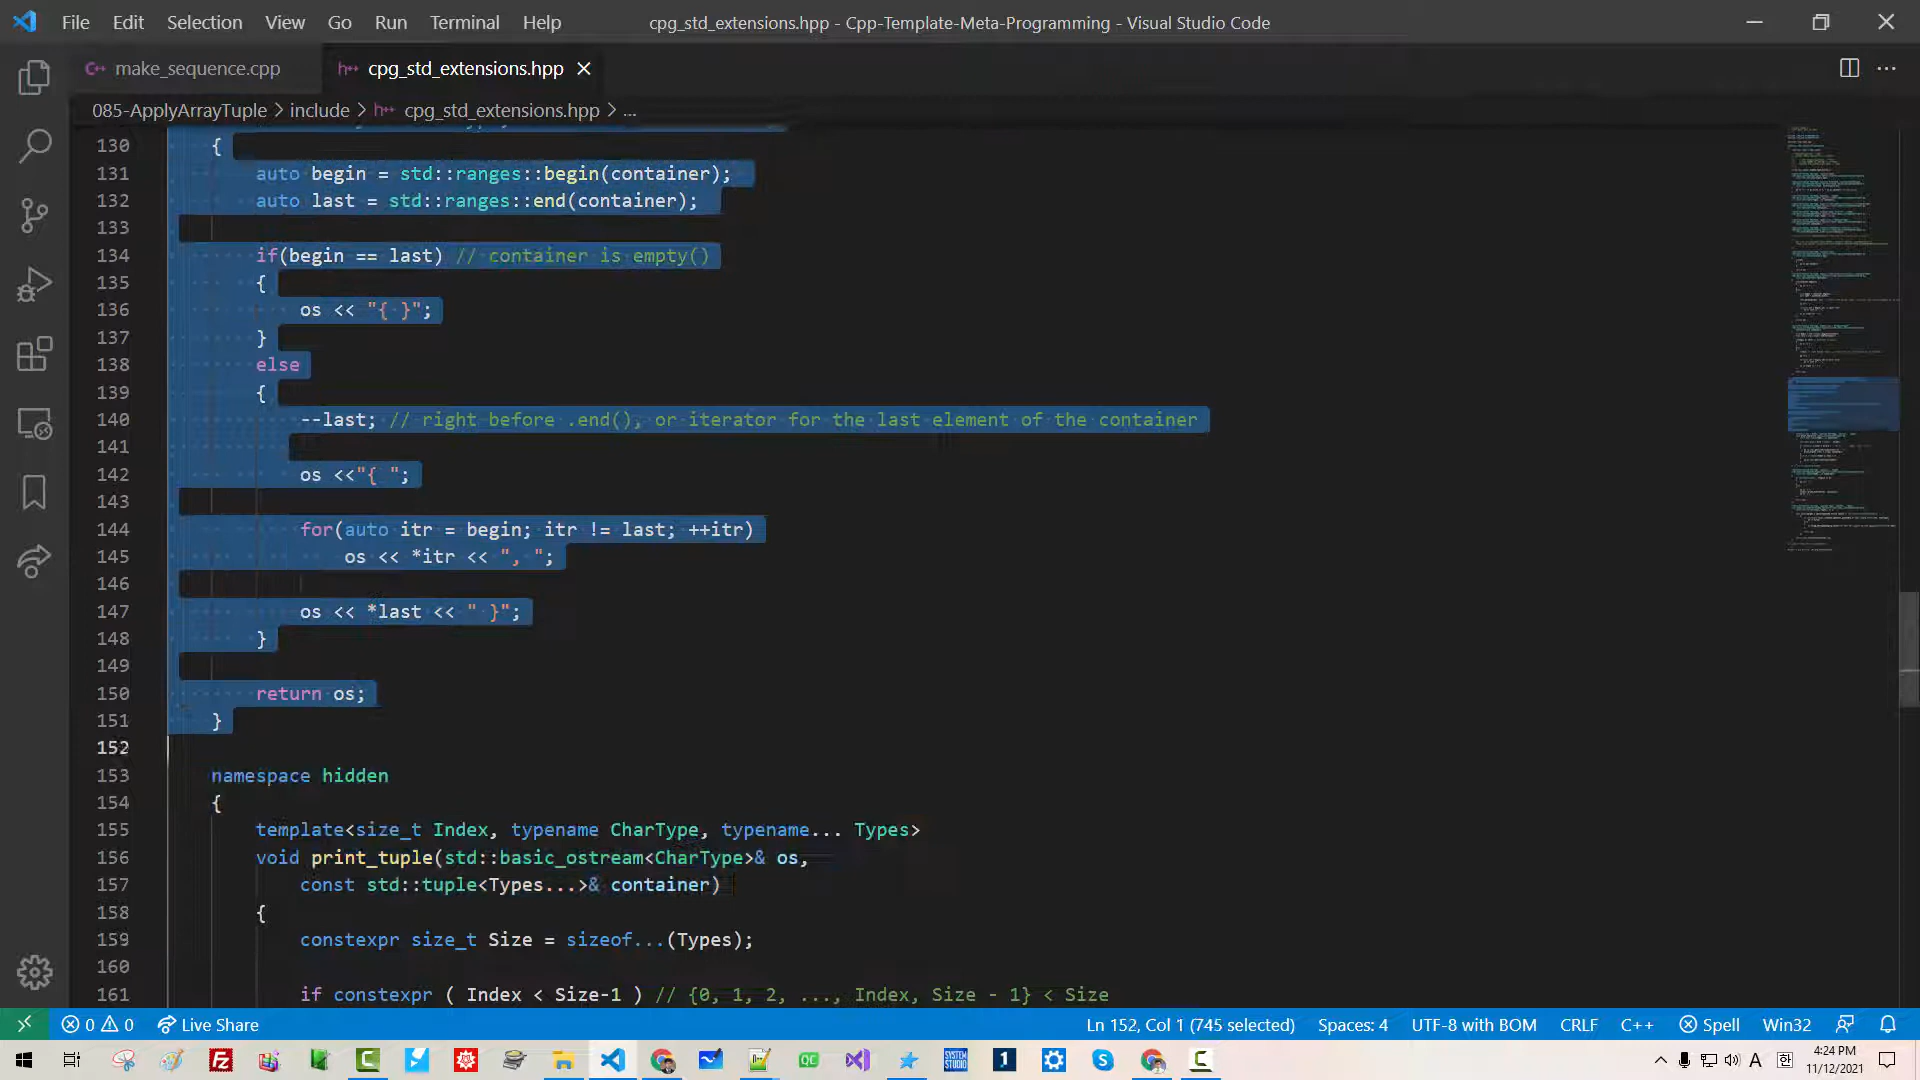 File Edit Selection View Go Run Terminal Help cpg_std_extensions.hpp - Cpp-Template-Meta-Programming - Visual Studio Code
make_sequence.cpp h++ cpg_std_extensions.hpp
085-ApplyArrayTuple > include > h++ cpg_std_extensions.hpp > ...
130 {
131 auto begin = std::ranges::begin(container);
132 auto last = std::ranges::end(container);
133
134 if(begin == last) // container is empty()
135 {
136 os << "{ }";
137 }
138 else
139 {
140 --last; // right before .end(), or iterator for the last element of the container
141
142 os <<"{ ";
143
144 for(auto itr = begin; itr != last; ++itr)
145 os << *itr << ", ";
146
147 os << *last << " }";
148 }
149
150 return os;
151 }
152
153 namespace hidden
154 {
155 template<size_t Index, typename CharType, typename... Types>
156 void print_tuple(std::basic_ostream<CharType>& os,
157 const std::tuple<Types...>& container)
158 {
159 constexpr size_t Size = sizeof...(Types);
160
161 if constexpr ( Index < Size-1 ) // {0, 1, 2, ..., Index, Size - 1} < Size
0 0 Live Share Ln 152, Col 1 (745 selected) Spaces: 4 UTF-8 with BOM CRLF C++ Spell Win32
A 한 4:24 PM
11/12/2021